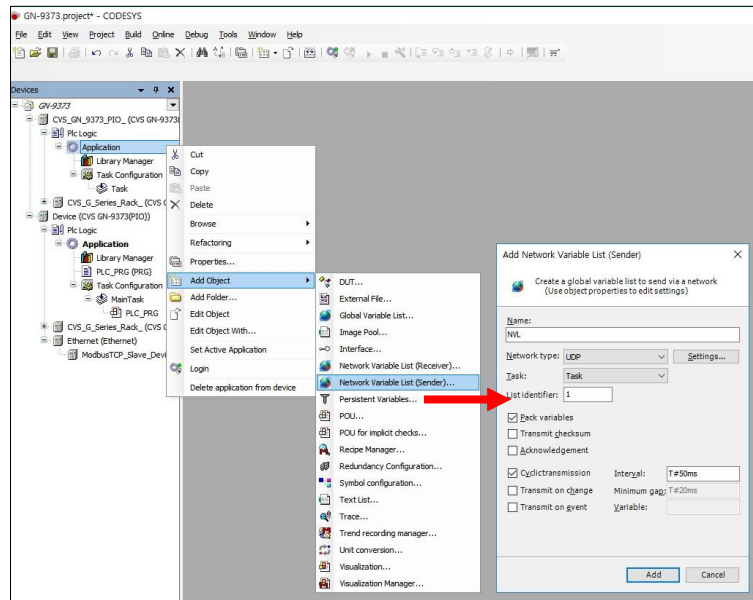 GN-9373.project* - CODESYS
File Edit View Project Build Online Debug Tools Window Help
Devices
GN-9373
CVS_GN_9373_PIO_ (CVS GN-9373(
Plc Logic
Application
Library Manager
Task Configuration
Task
CVS_G_Series_Rack_ (CVS G
Device (CVS GN-9373(PIO))
Plc Logic
Application
Library Manager
PLC_PRG (PRG)
Task Configuration
MainTask
PLC_PRG
CVS_G_Series_Rack_ (CVS G
Ethernet (Ethernet)
ModbusTCP_Slave_Devi
Cut
Copy
Paste
Delete
Browse
Refactoring
Properties...
Add Object
Add Folder...
Edit Object
Edit Object With...
Set Active Application
Login
Delete application from device
DUT...
External File...
Global Variable List...
Image Pool...
Interface...
Network Variable List (Receiver)...
Network Variable List (Sender)...
Persistent Variables...
POU...
POU for implicit checks...
Recipe Manager...
Redundancy Configuration...
Symbol configuration...
Text List...
Trace...
Trend recording manager...
Unit conversion...
Visualization...
Visualization Manager...
Add Network Variable List (Sender)
Create a global variable list to send via a network
(Use object properties to edit settings)
Name:
NVL
Network type: UDP Settings...
Task: Task
List identifier: 1
Pack variables
Transmit checksum
Acknowledgement
Cyclictransmission Interval: T#50ms
Transmit on change Minimum gap: T#20ms
Transmit on event Variable:
Add Cancel